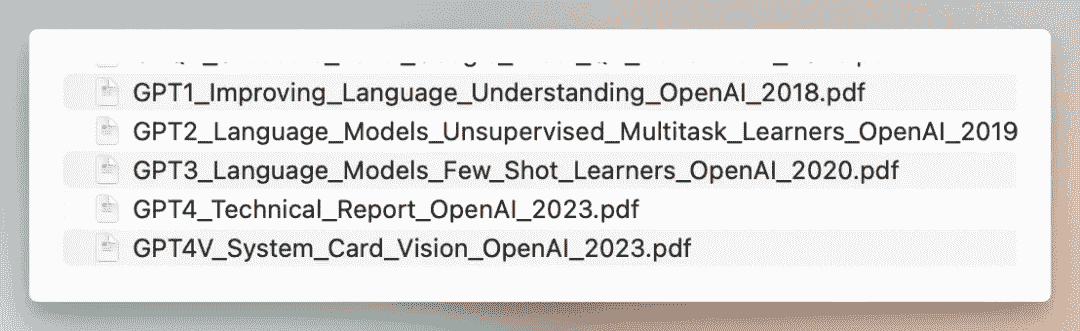 GPT1_Improving_Language_Understanding_OpenAI_2018.pdf
GPT2_Language_Models_Unsupervised_Multitask_Learners_OpenAI_2019
GPT3_Language_Models_Few_Shot_Learners_OpenAI_2020.pdf
GPT4_Technical_Report_OpenAI_2023.pdf
GPT4V_System_Card_Vision_OpenAI_2023.pdf